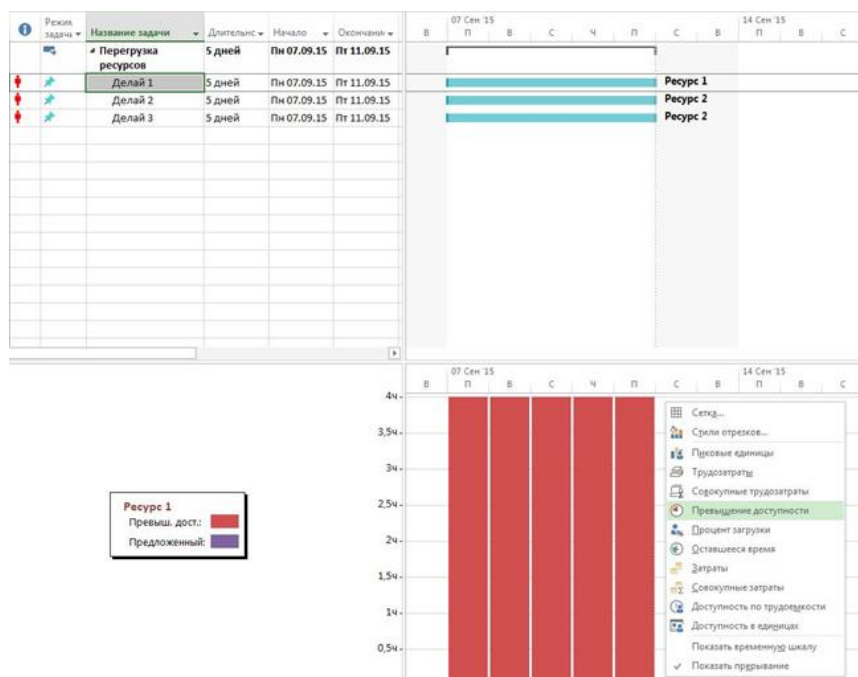 Режим задачи Название задачи Длительнс Начало Окончани
07 Сен '15 14 Сен '15
В П В С Ч П С В П В С
Перегрузка ресурсов 5 дней Пн 07.09.15 Пт 11.09.15
Делай 1 5 дней Пн 07.09.15 Пт 11.09.15 Ресурс 1
Делай 2 5 дней Пн 07.09.15 Пт 11.09.15 Ресурс 2
Делай 3 5 дней Пн 07.09.15 Пт 11.09.15 Ресурс 2
07 Сен '15 14 Сен '15
В П В С Ч П С В П В С
Ресурс 1
Превыш. дост.:
Предложенный:
4ч
3,5ч
3ч
2,5ч
2ч
1,5ч
1ч
0,5ч
Сетка...
Стили отрезков...
Пиковые единицы
Трудозатраты
Совокупные трудозатраты
Превышение доступности
Процент загрузки
Оставшееся время
Затраты
Совокупные затраты
Доступность по трудоемкости
Доступность в единицах
Показать временную шкалу
Показать прерывание